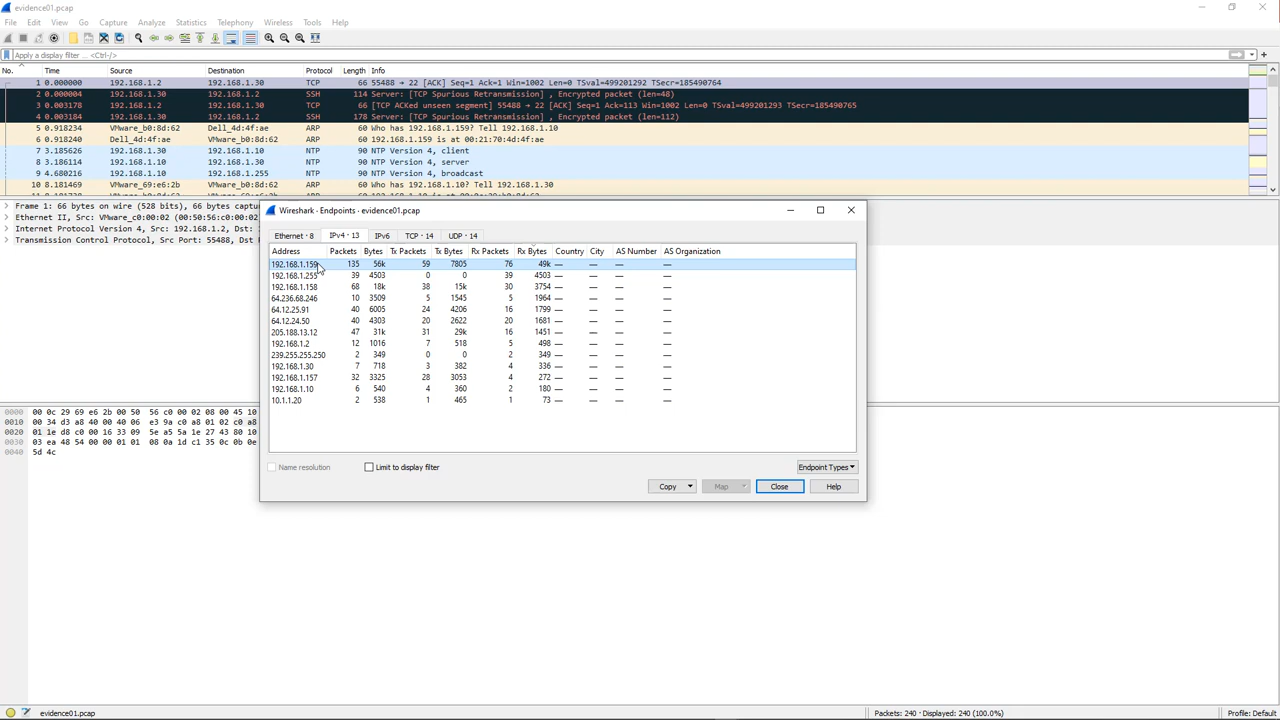 evidence01.pcap
File Edit View Go Capture Analyze Statistics Telephony Wireless Tools Help
Apply a display filter ... <Ctrl-/>
No. Time Source Destination Protocol Length Info
1 0.000000 192.168.1.2 192.168.1.30 TCP 66 55488 → 22 [ACK] Seq=1 Ack=1 Win=1002 Len=0 TSval=499201292 TSecr=185490764
2 0.000004 192.168.1.30 192.168.1.2 SSH 114 Server: [TCP Spurious Retransmission] , Encrypted packet (len=48)
3 0.003178 192.168.1.2 192.168.1.30 TCP 66 [TCP ACKed unseen segment] 55488 → 22 [ACK] Seq=1 Ack=113 Win=1002 Len=0 TSval=499201293 TSecr=185490765
4 0.003184 192.168.1.30 192.168.1.2 SSH 178 Server: [TCP Spurious Retransmission] , Encrypted packet (len=112)
5 0.918234 VMware_b0:8d:62 Dell_4d:4f:ae ARP 60 Who has 192.168.1.159? Tell 192.168.1.10
6 0.918240 Dell_4d:4f:ae VMware_b0:8d:62 ARP 60 192.168.1.159 is at 00:21:70:4d:4f:ae
7 3.185626 192.168.1.30 192.168.1.10 NTP 90 NTP Version 4, client
8 3.186114 192.168.1.10 192.168.1.30 NTP 90 NTP Version 4, server
9 4.680216 192.168.1.10 192.168.1.255 NTP 90 NTP Version 4, broadcast
10 8.181469 VMware_69:e6:2b VMware_b0:8d:62 ARP 60 Who has 192.168.1.10? Tell 192.168.1.30
Frame 1: 66 bytes on wire (528 bits), 66 bytes captured
Ethernet II, Src: VMware_c0:00:02 (00:50:56:c0:00:02)
Internet Protocol Version 4, Src: 192.168.1.2, Dst: 1
Transmission Control Protocol, Src Port: 55488, Dst P
Wireshark · Endpoints · evidence01.pcap
Ethernet · 8 IPv4 · 13 IPv6 TCP · 14 UDP · 14
Address Packets Bytes Tx Packets Tx Bytes Rx Packets Rx Bytes Country City AS Number AS Organization
192.168.1.159 135 56k 59 7805 76 49k — — — —
192.168.1.255 39 4503 0 0 39 4503 — — — —
192.168.1.158 68 18k 38 15k 30 3754 — — — —
64.236.68.246 10 3509 5 1545 5 1964 — — — —
64.12.25.91 40 6005 24 4206 16 1799 — — — —
64.12.24.50 40 4303 20 2622 20 1681 — — — —
205.188.13.12 47 31k 31 29k 16 1451 — — — —
192.168.1.2 12 1016 7 518 5 498 — — — —
239.255.255.250 2 349 0 0 2 349 — — — —
192.168.1.30 7 718 3 382 4 336 — — — —
192.168.1.157 32 3325 28 3053 4 272 — — — —
192.168.1.10 6 540 4 360 2 180 — — — —
10.1.1.20 2 538 1 465 1 73 — — — —
Name resolution Limit to display filter Endpoint Types
Copy Map Close Help
0000 00 0c 29 69 e6 2b 00 50 56 c0 00 02 08 00 45 10
0010 00 34 d3 a8 40 00 40 06 e3 9a c0 a8 01 02 c0 a8
0020 01 1e d8 c0 00 16 33 09 5e a5 5a 1e 27 43 80 10
0030 03 ea 48 54 00 00 01 01 08 0a 1d c1 35 0c 0b 0e
0040 5d 4c
evidence01.pcap Packets: 240 · Displayed: 240 (100.0%) Profile: Default